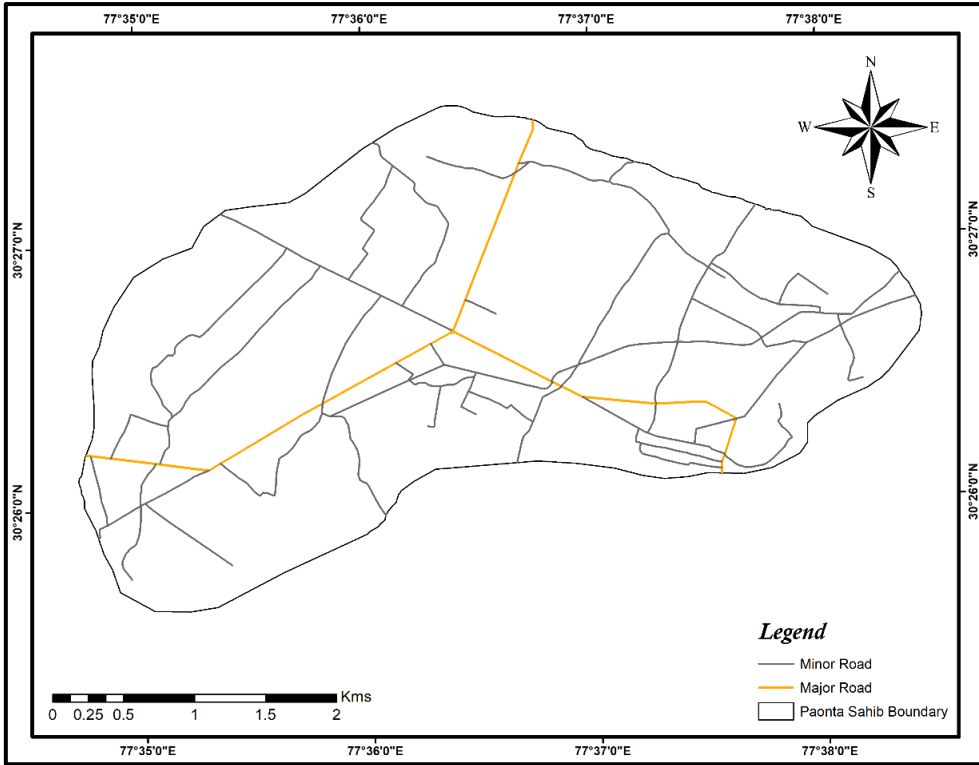 77°35'0"E 77°36'0"E 77°37'0"E 77°38'0"E
N
W E
S
30°27'0"N 30°27'0"N
30°26'0"N 30°26'0"N
Legend
Minor Road
Major Road
Paonta Sahib Boundary
Kms
0 0.25 0.5 1 1.5 2
77°35'0"E 77°36'0"E 77°37'0"E 77°38'0"E